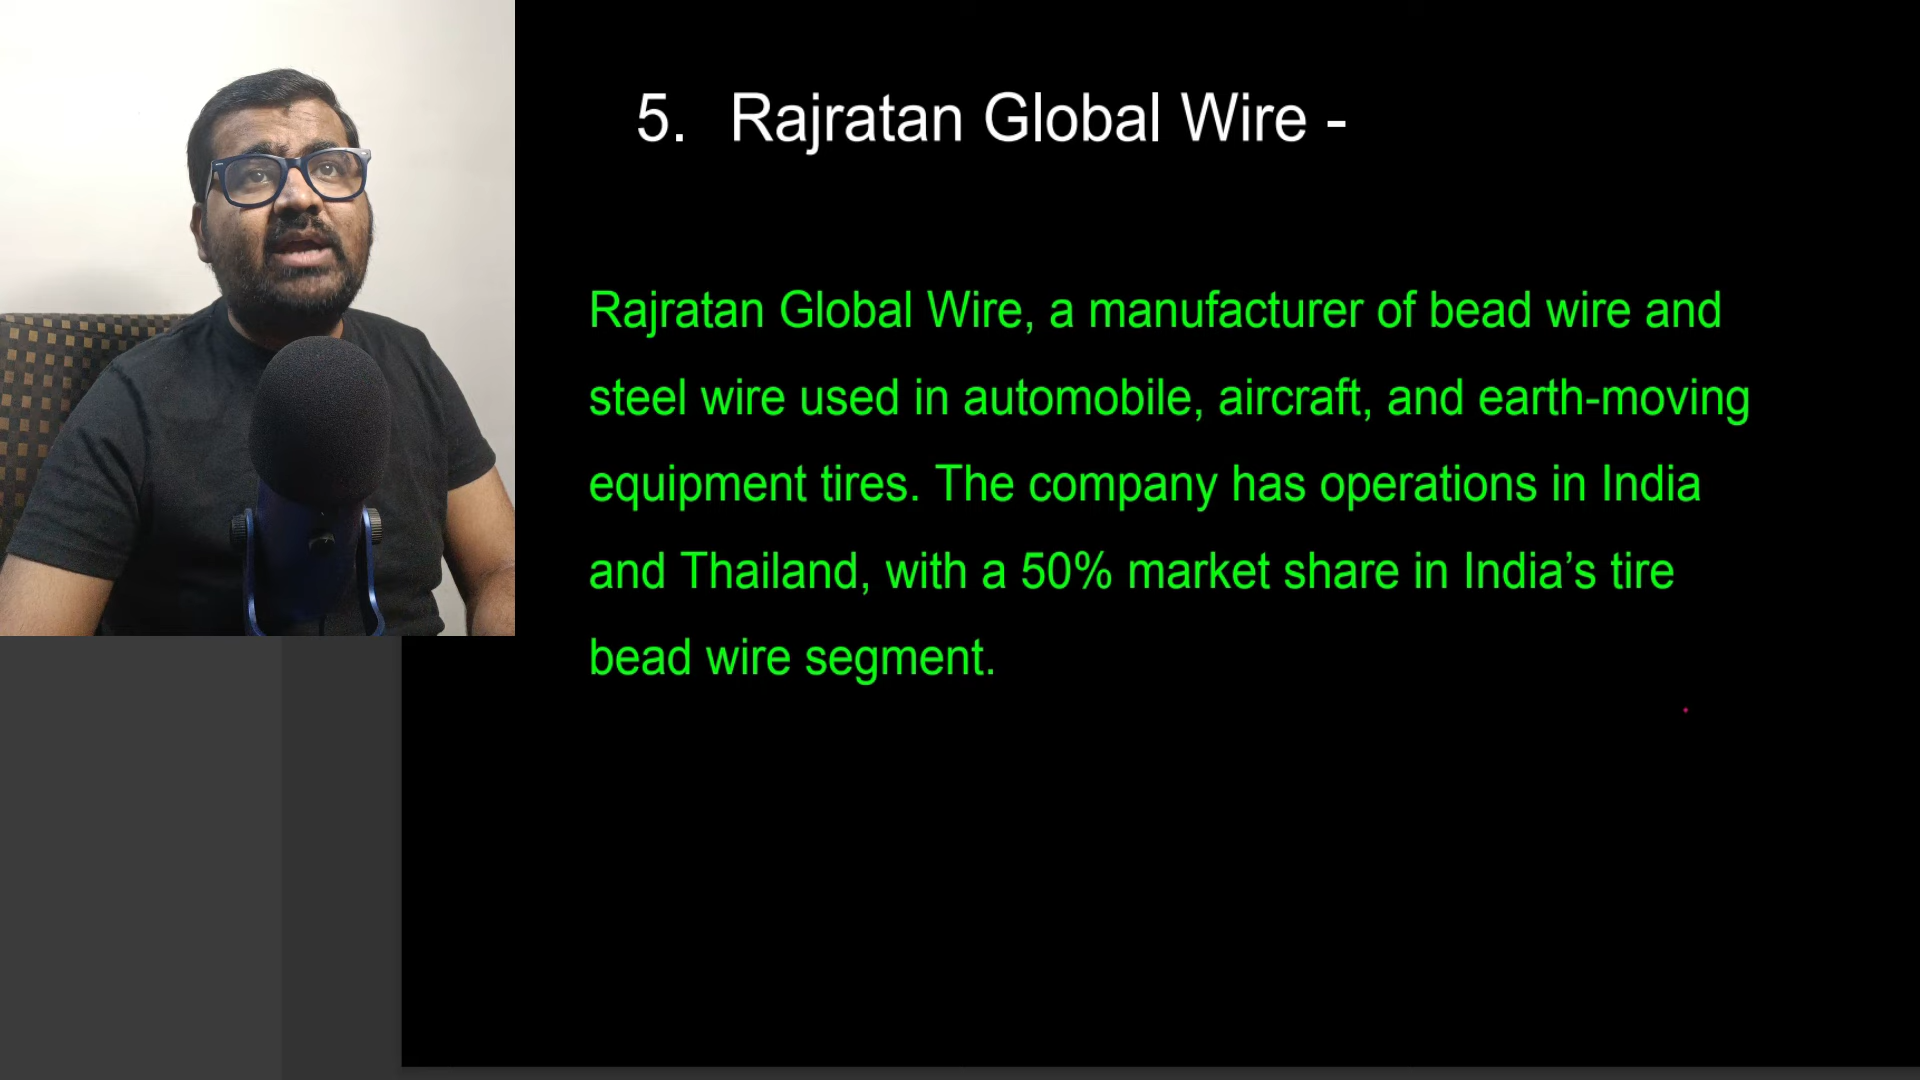 5. Rajratan Global Wire -
Rajratan Global Wire, a manufacturer of bead wire and
steel wire used in automobile, aircraft, and earth-moving
equipment tires. The company has operations in India
and Thailand, with a 50% market share in India’s tire
bead wire segment.